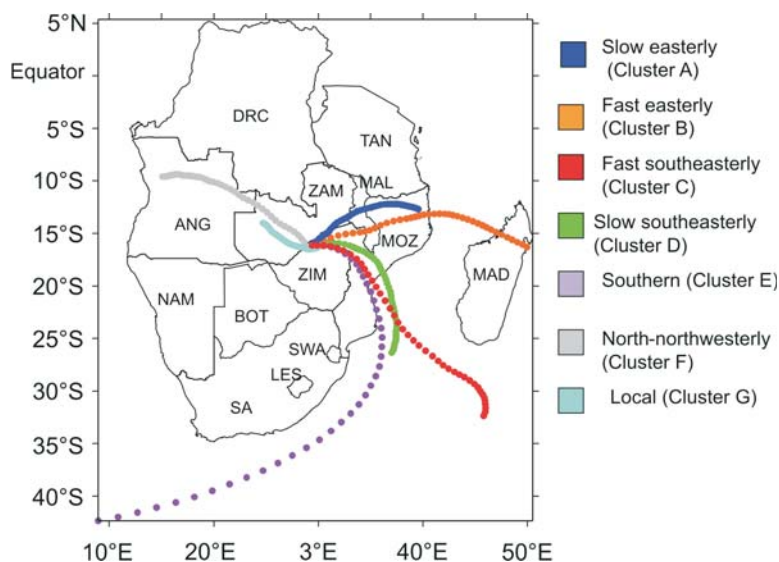 5°N
Equator
5°S
10°S
15°S
20°S
25°S
30°S
35°S
40°S
10°E
20°E
3°E
40°E
50°E
DRC
TAN
ZAM
MAL
ANG
MOZ
ZIM
MAD
NAM
BOT
SWA
LES
SA
Slow easterly
(Cluster A)
Fast easterly
(Cluster B)
Fast southeasterly
(Cluster C)
Slow southeasterly
(Cluster D)
Southern (Cluster E)
North-northwesterly
(Cluster F)
Local (Cluster G)